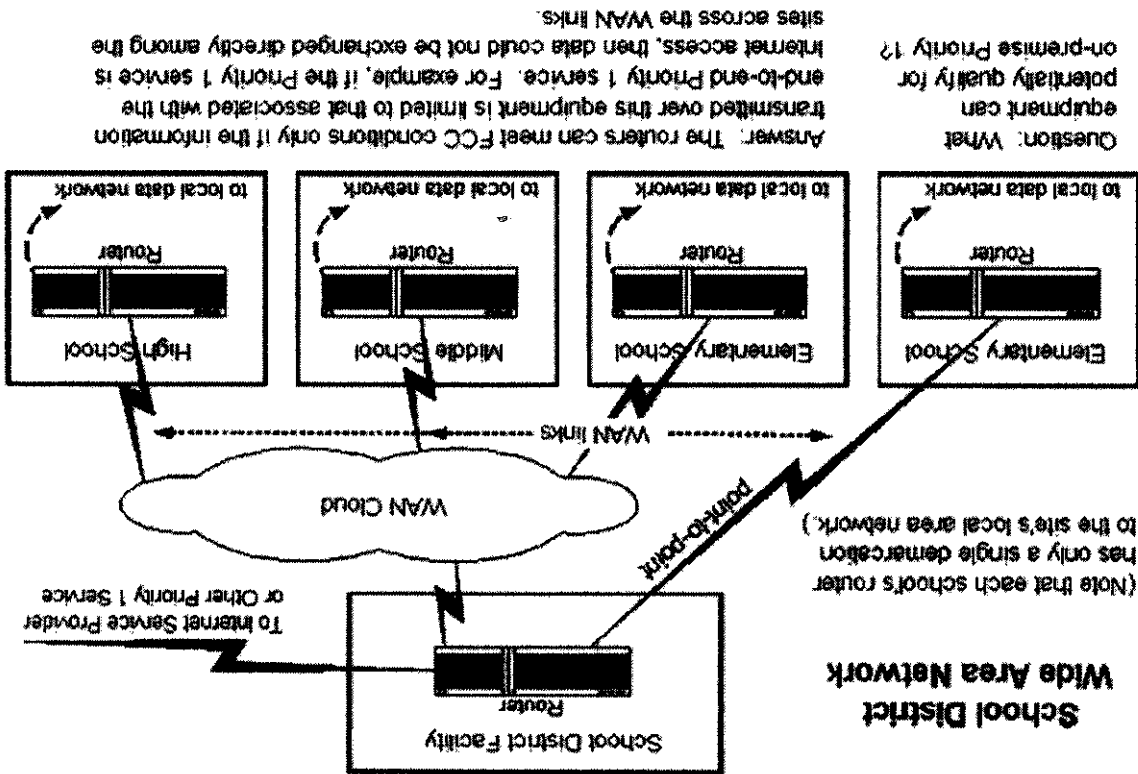 School District
Wide Area Network
(Note that each school's router
has only a single demarcation
to the site's local area network.)
School District Facility
Router
To Internet Service Provider
or Other Priority 1 Service
point-to-point
WAN Cloud
WAN links
Elementary School
Router
to local data network
Elementary School
Router
to local data network
Middle School
Router
to local data network
High School
Router
to local data network
Question: What
equipment can
potentially qualify for
on-premise Priority 1?
Answer: The routers can meet FCC conditions only if the information
transmitted over this equipment is limited to that associated with the
end-to-end Priority 1 service. For example, if the Priority 1 service is
Internet access, then data could not be exchanged directly among the
sites across the WAN links.